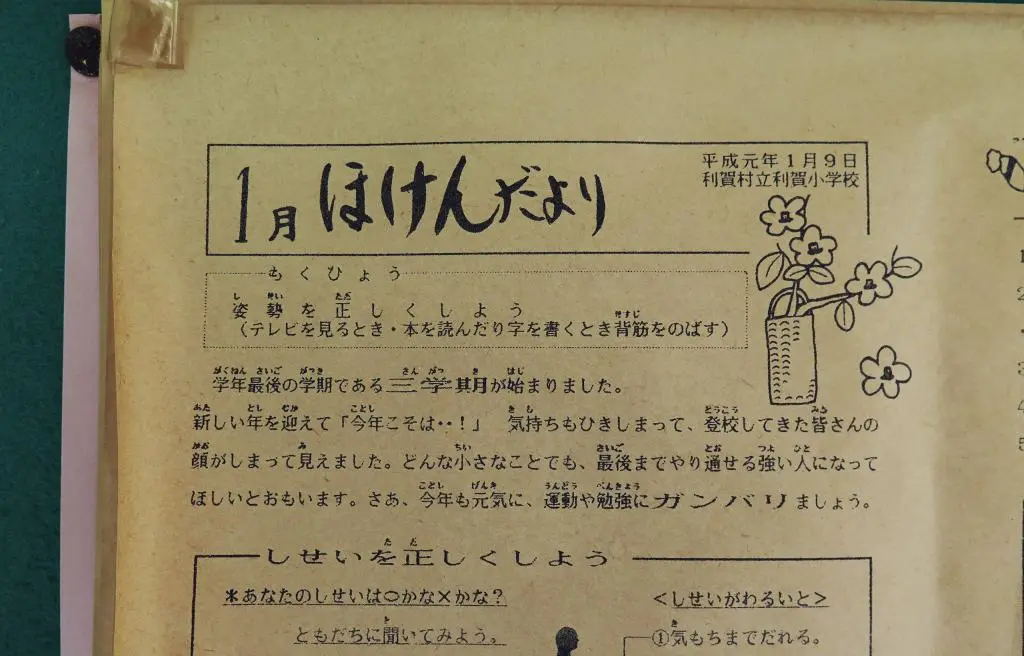 平成元年1月9日
利賀村立利賀小学校
1月 ほけんだより
もくひょう
姿勢を正しくしよう
(テレビを見るとき・本を読んだり字を書くとき背筋をのばす)
学年最後の学期である三学期が始まりました。
新しい年を迎えて「今年こそは‥!」 気持ちもひきしまって、登校してきた皆さんの
顔がしまって見えました。どんな小さなことでも、最後までやり通せる強い人になって
ほしいとおもいます。さあ、今年も元気に、運動や勉強にガンバリましょう。
しせいを正しくしよう
*あなたのしせいは○かな×かな?
ともだちに聞いてみよう。
<しせいがわるいと>
①気もちまでだれる。